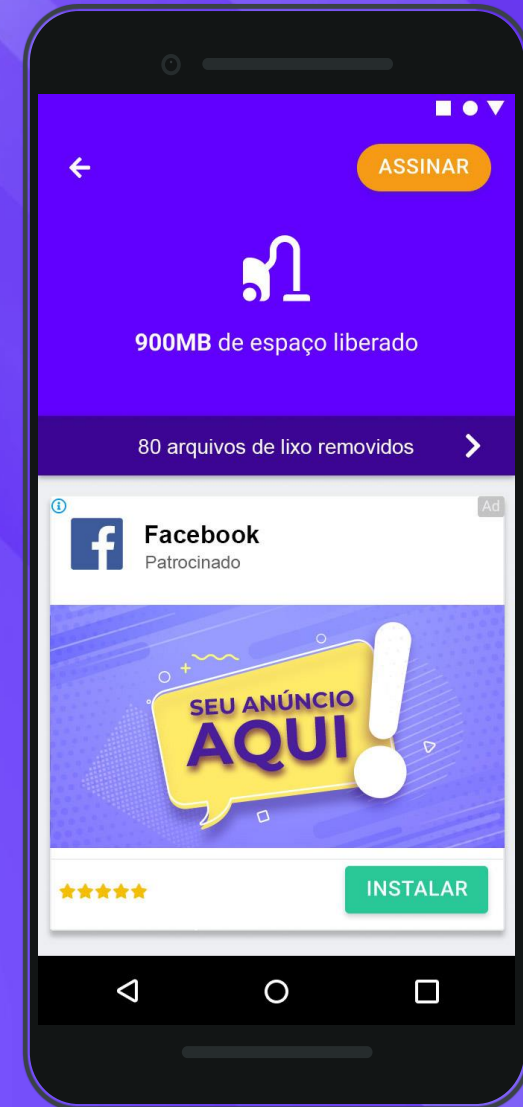 ASSINAR
900MB de espaço liberado
80 arquivos de lixo removidos
Ad
Facebook
Patrocinado
SEU ANÚNCIO
AQUI!
INSTALAR